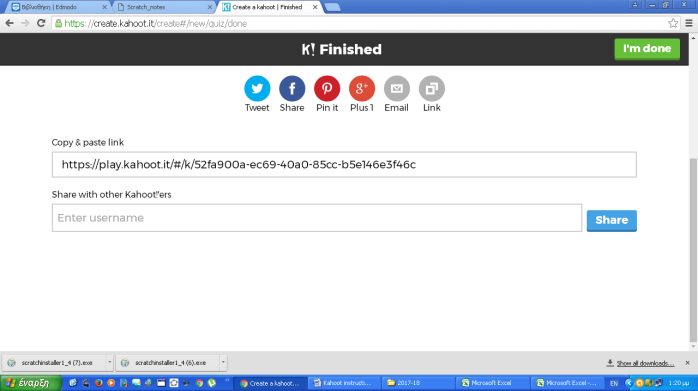 Βιβλιοθήκη | Edmodo
Scratch_notes
Create a kahoot | Finished
https://create.kahoot.it/create#/new/quiz/done
K! Finished
I'm done
Tweet
Share
Pin it
Plus 1
Email
Link
Copy & paste link
https://play.kahoot.it/#/k/52fa900a-ec69-40a0-85cc-b5e146e3f46c
Share with other Kahoot!'ers
Enter username
Share
scratchinstaller1_4 (7).exe
scratchinstaller1_4 (6).exe
Show all downloads...
έναρξη
Create a kahoot...
Kahoot instructi...
2017-18
Microsoft Excel
Microsoft Excel -...
EN
1:20 μμ